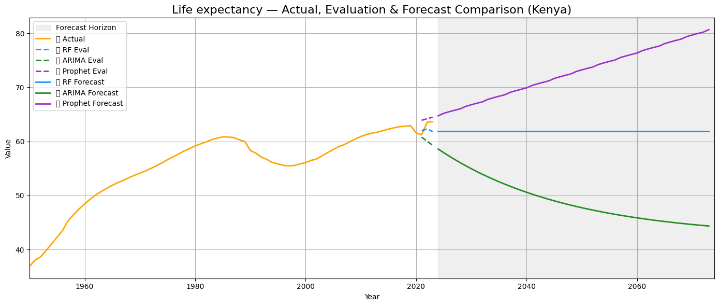 Life expectancy — Actual, Evaluation & Forecast Comparison (Kenya)
Forecast Horizon
Actual
RF Eval
ARIMA Eval
Prophet Eval
RF Forecast
ARIMA Forecast
Prophet Forecast
Value
80
70
60
50
40
1960
1980
2000
2020
2040
2060
Year